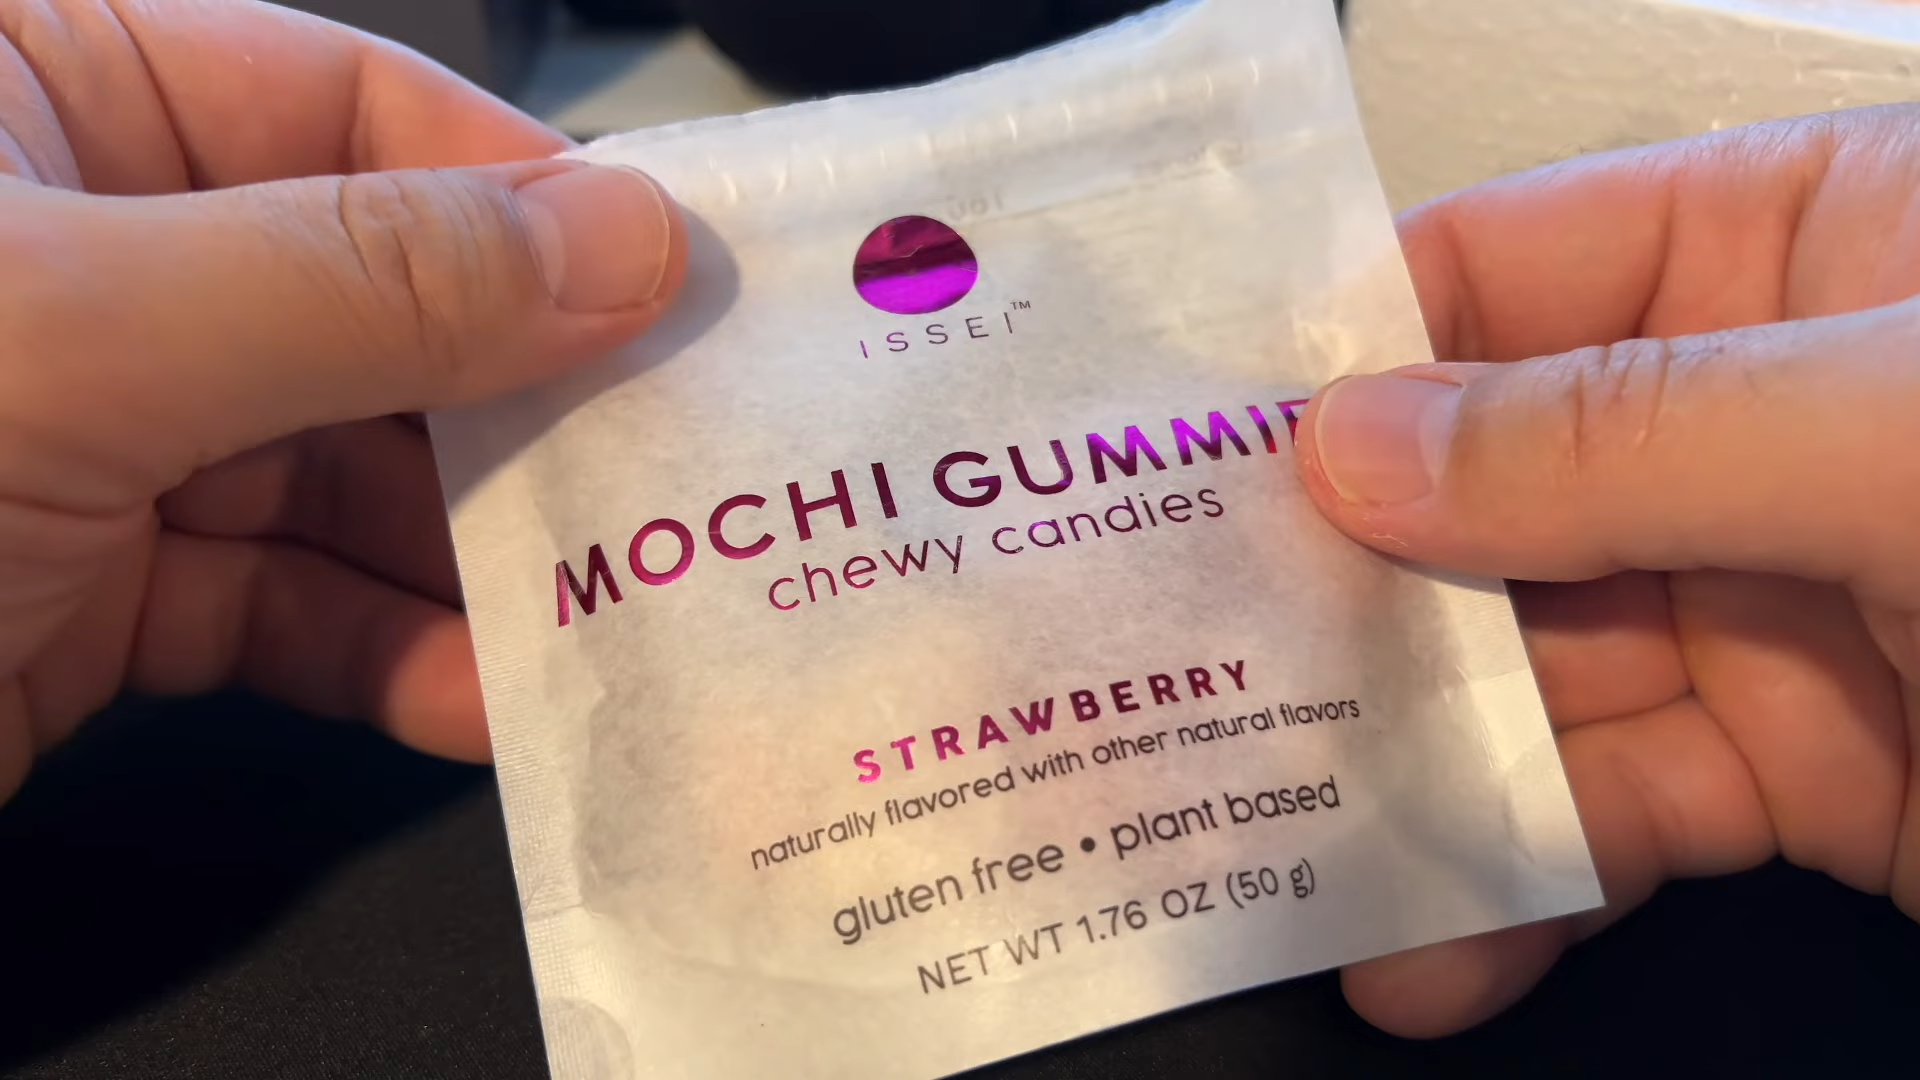 ISSEI™
MOCHI GUMMIE
chewy candies
STRAWBERRY
naturally flavored with other natural flavors
gluten free • plant based
NET WT 1.76 OZ (50 g)